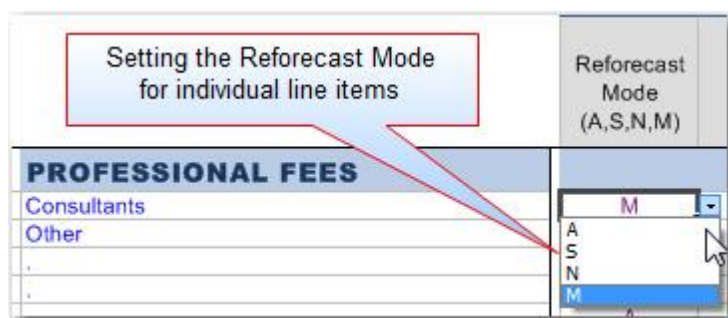 Setting the Reforecast Mode
for individual line items
Reforecast
Mode
(A,S,N,M)
PROFESSIONAL FEES
Consultants
M
Other
A
S
N
M
.
.